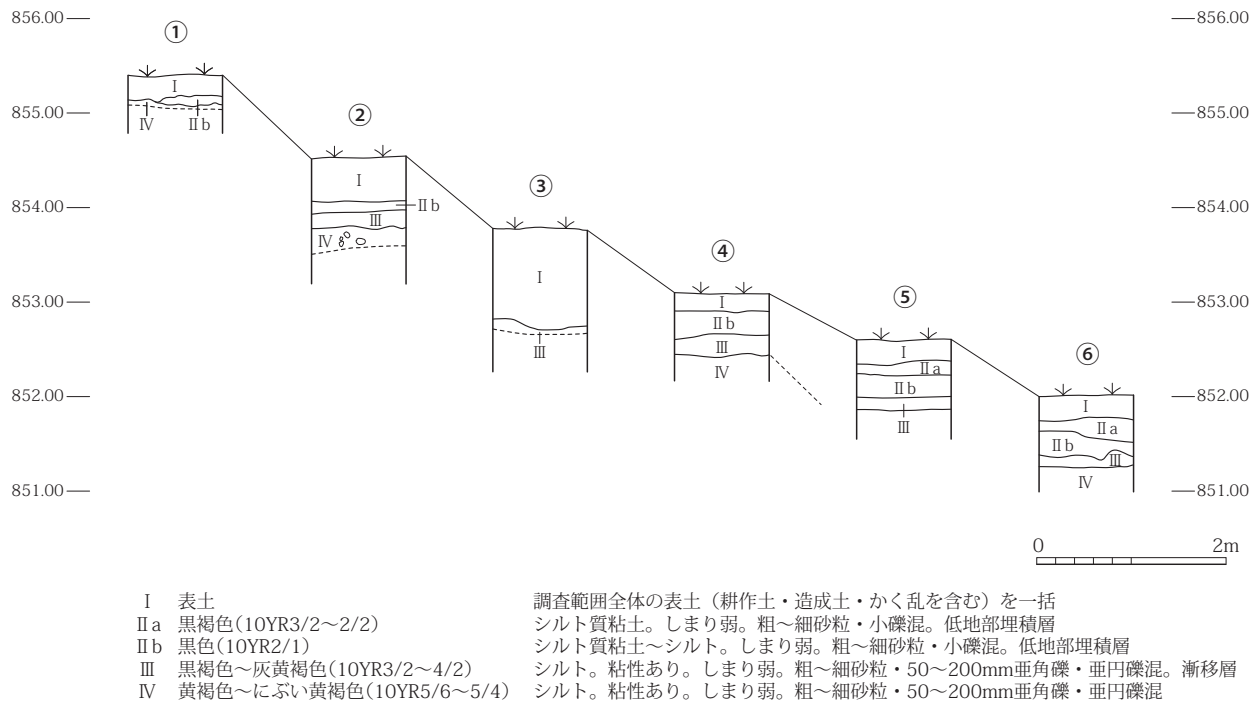 856.00 856.00
①
Ⅰ
855.00 855.00
Ⅳ Ⅱb
②
Ⅰ
854.00 854.00
Ⅱb
Ⅲ
Ⅳ
③
Ⅰ
853.00 853.00
Ⅲ
④
Ⅰ
Ⅱb
Ⅲ
Ⅳ
⑤
Ⅰ
Ⅱa
Ⅱb
Ⅲ
852.00 852.00
⑥
Ⅰ
Ⅱa
Ⅱb
Ⅲ
Ⅳ
851.00 851.00
0 2m
Ⅰ 表土 調査範囲全体の表土（耕作土・造成土・かく乱を含む）を一括
Ⅱa 黒褐色(10YR3/2～2/2) シルト質粘土。しまり弱。粗～細砂粒・小礫混。低地部埋積層
Ⅱb 黒色(10YR2/1) シルト質粘土～シルト。しまり弱。粗～細砂粒・小礫混。低地部埋積層
Ⅲ 黒褐色～灰黄褐色(10YR3/2～4/2) シルト。粘性あり。しまり弱。粗～細砂粒・50～200mm亜角礫・亜円礫混。漸移層
Ⅳ 黄褐色～にぶい黄褐色(10YR5/6～5/4) シルト。粘性あり。しまり弱。粗～細砂粒・50～200mm亜角礫・亜円礫混